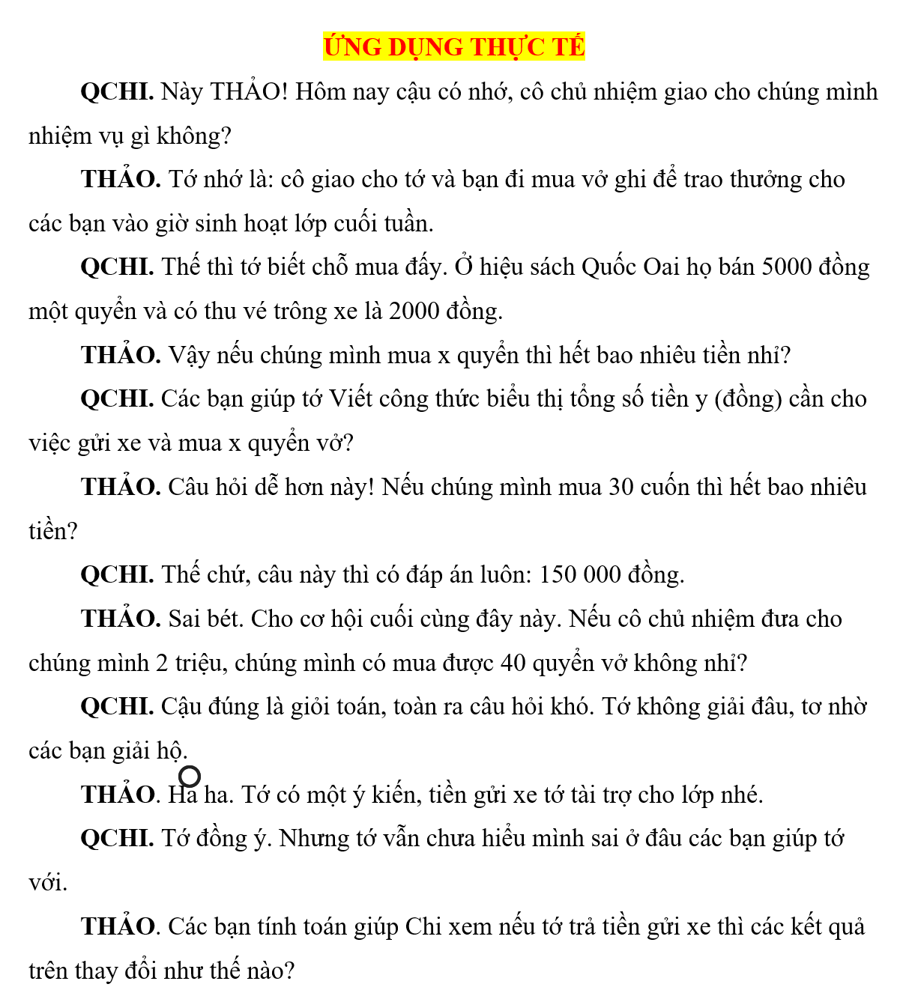 ỨNG DỤNG THỰC TẾ
QCHI. Này THẢO! Hôm nay cậu có nhớ, cô chủ nhiệm giao cho chúng mình
nhiệm vụ gì không?
THẢO. Tớ nhớ là: cô giao cho tớ và bạn đi mua vở ghi để trao thưởng cho
các bạn vào giờ sinh hoạt lớp cuối tuần.
QCHI. Thế thì tớ biết chỗ mua đấy. Ở hiệu sách Quốc Oai họ bán 5000 đồng
một quyển và có thu vé trông xe là 2000 đồng.
THẢO. Vậy nếu chúng mình mua x quyển thì hết bao nhiêu tiền nhỉ?
QCHI. Các bạn giúp tớ Viết công thức biểu thị tổng số tiền y (đồng) cần cho
việc gửi xe và mua x quyển vở?
THẢO. Câu hỏi dễ hơn này! Nếu chúng mình mua 30 cuốn thì hết bao nhiêu
tiền?
QCHI. Thế chứ, câu này thì có đáp án luôn: 150 000 đồng.
THẢO. Sai bét. Cho cơ hội cuối cùng đây này. Nếu cô chủ nhiệm đưa cho
chúng mình 2 triệu, chúng mình có mua được 40 quyển vở không nhỉ?
QCHI. Cậu đúng là giỏi toán, toàn ra câu hỏi khó. Tớ không giải đâu, tơ nhờ
các bạn giải hộ.
THẢO. Ha ha. Tớ có một ý kiến, tiền gửi xe tớ tài trợ cho lớp nhé.
QCHI. Tớ đồng ý. Nhưng tớ vẫn chưa hiểu mình sai ở đâu các bạn giúp tớ
với.
THẢO. Các bạn tính toán giúp Chi xem nếu tớ trả tiền gửi xe thì các kết quả
trên thay đổi như thế nào?